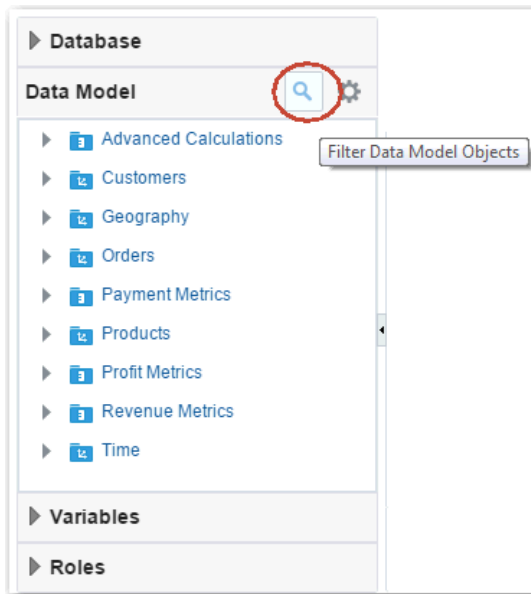 Database
Data Model
Advanced Calculations
Filter Data Model Objects
Customers
Geography
Orders
Payment Metrics
Products
Profit Metrics
Revenue Metrics
Time
Variables
Roles